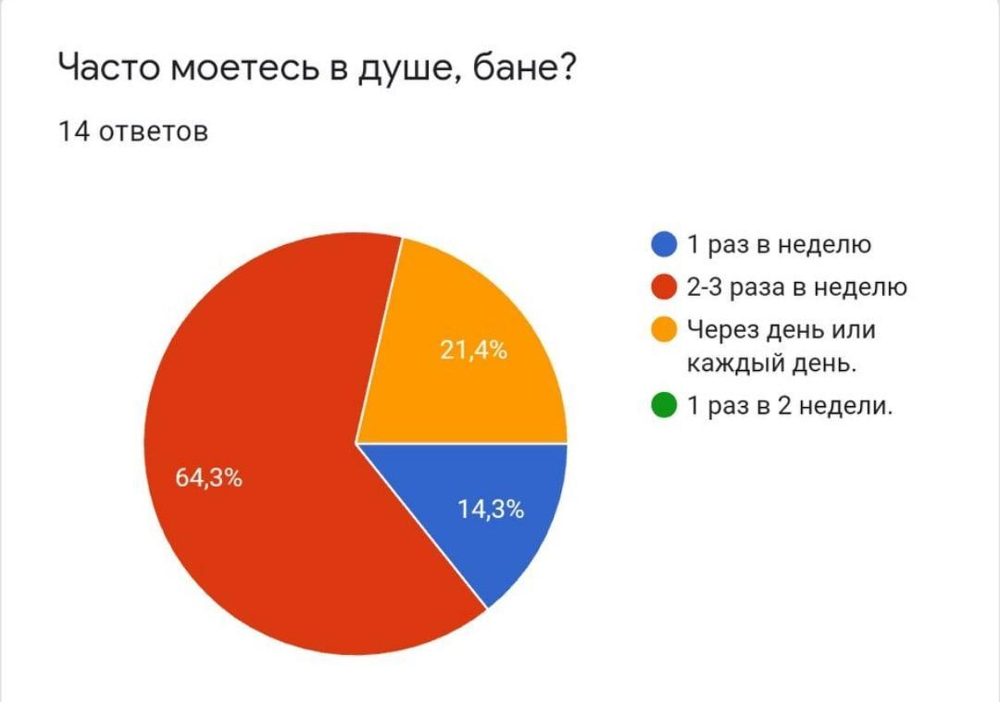 Часто моетесь в душе, бане?
14 ответов
1 раз в неделю
2-3 раза в неделю
Через день или
каждый день.
1 раз в 2 недели.
21,4%
64,3%
14,3%